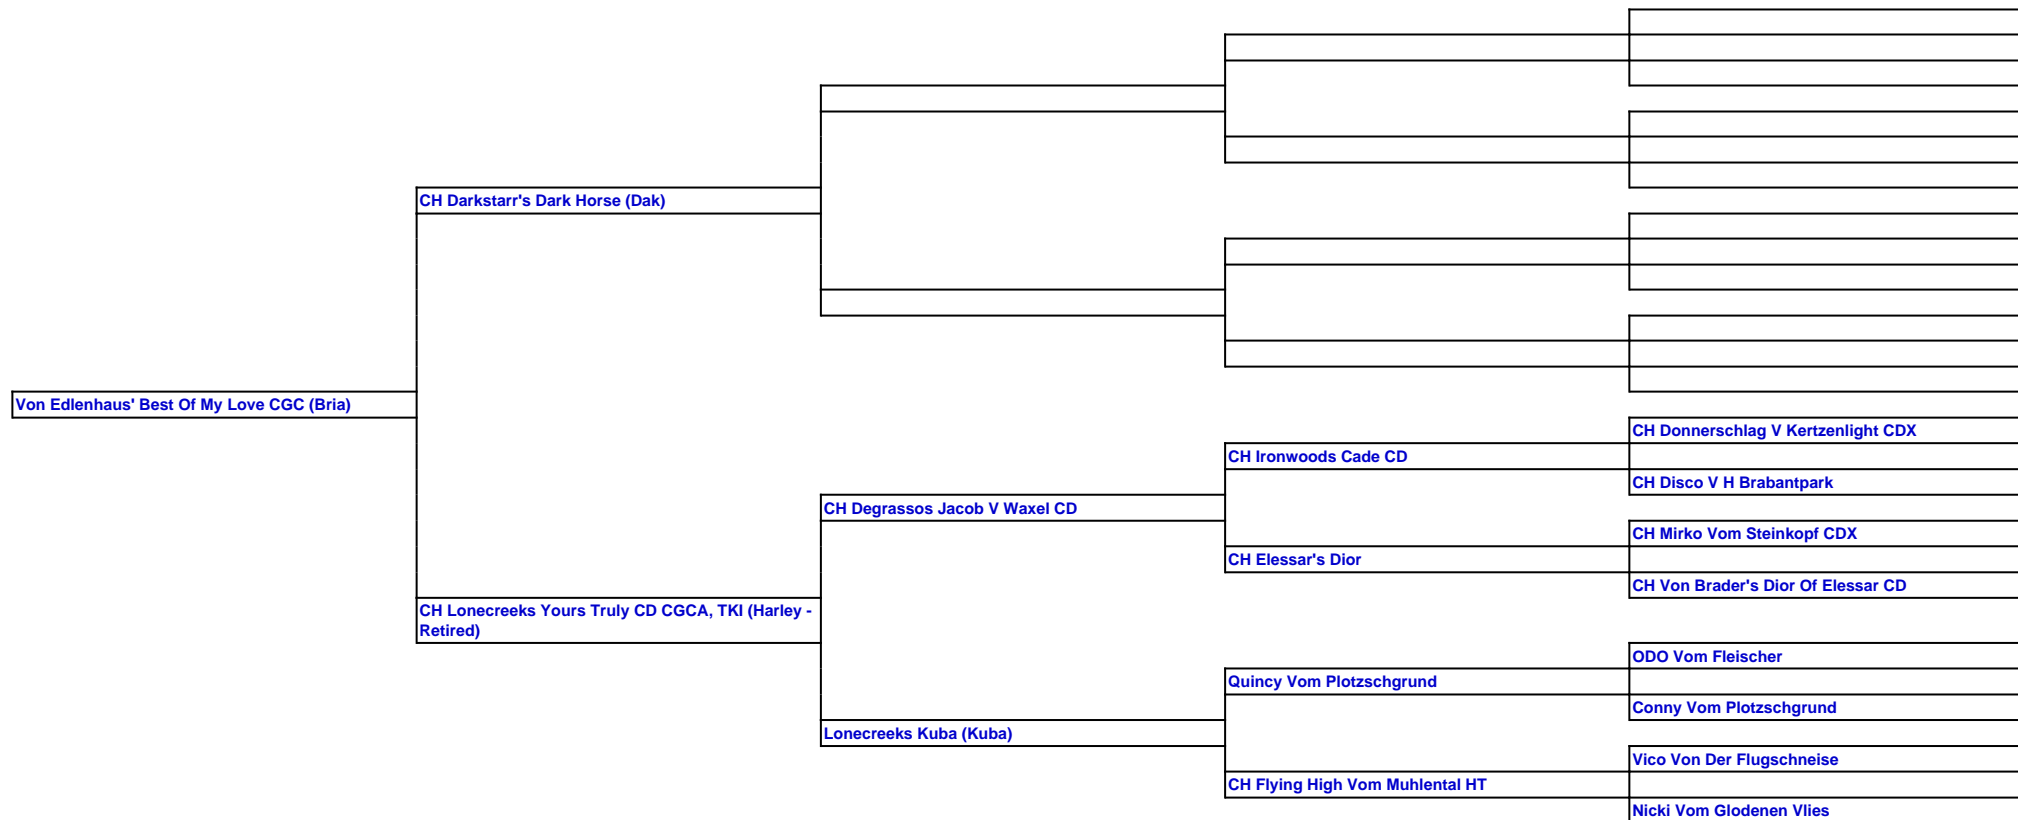 CH Darkstarr's Dark Horse (Dak)
Von Edlenhaus' Best Of My Love CGC (Bria)
CH Donnerschlag V Kertzenlight CDX
CH Ironwoods Cade CD
CH Disco V H Brabantpark
CH Degrassos Jacob V Waxel CD
CH Mirko Vom Steinkopf CDX
CH Elessar's Dior
CH Von Brader's Dior Of Elessar CD
CH Lonecreeks Yours Truly CD CGCA, TKI (Harley -
Retired)
ODO Vom Fleischer
Quincy Vom Plotzschgrund
Conny Vom Plotzschgrund
Lonecreeks Kuba (Kuba)
Vico Von Der Flugschneise
CH Flying High Vom Muhlental HT
Nicki Vom Glodenen Vlies